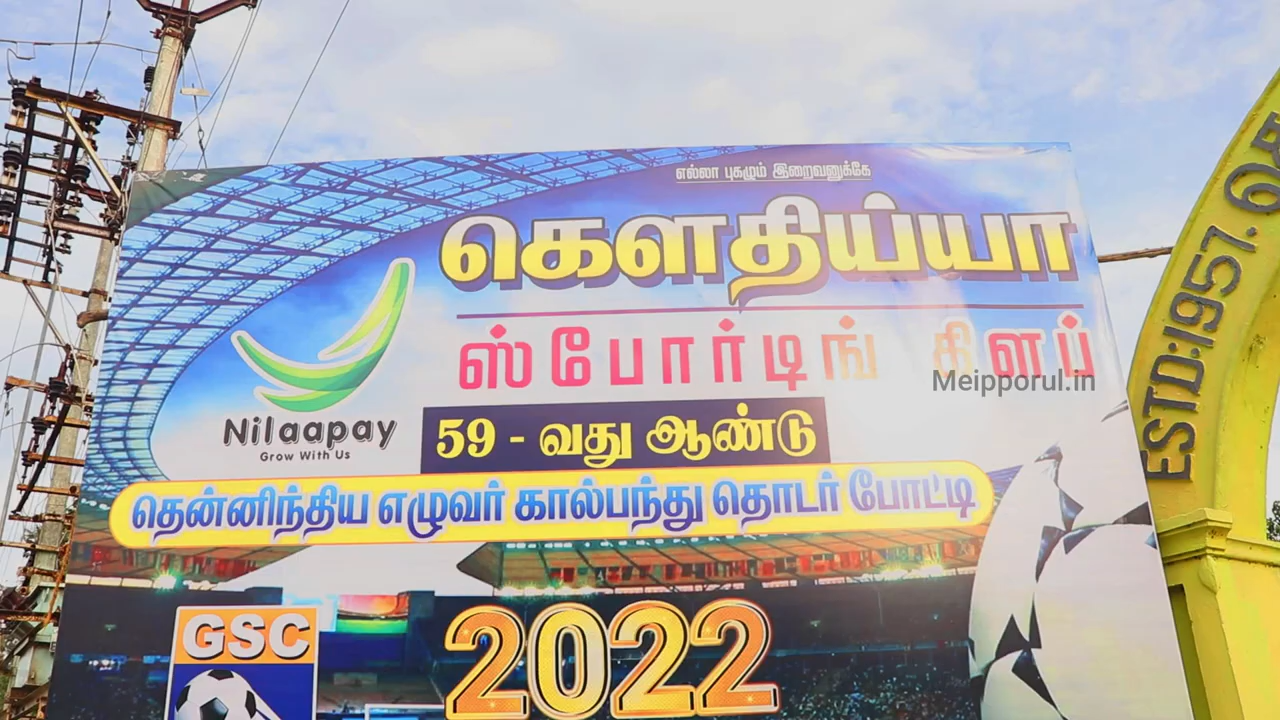 எல்லா புகழும் இறைவனுக்கே
கௌதிய்யா
ஸ்போர்டிங் கிளப்
Meipporul.in
Nilaapay
Grow With Us
59 - வது ஆண்டு
தென்னிந்திய எழுவர் கால்பந்து தொடர் போட்டி
GSC
2022
ESTD:1957.